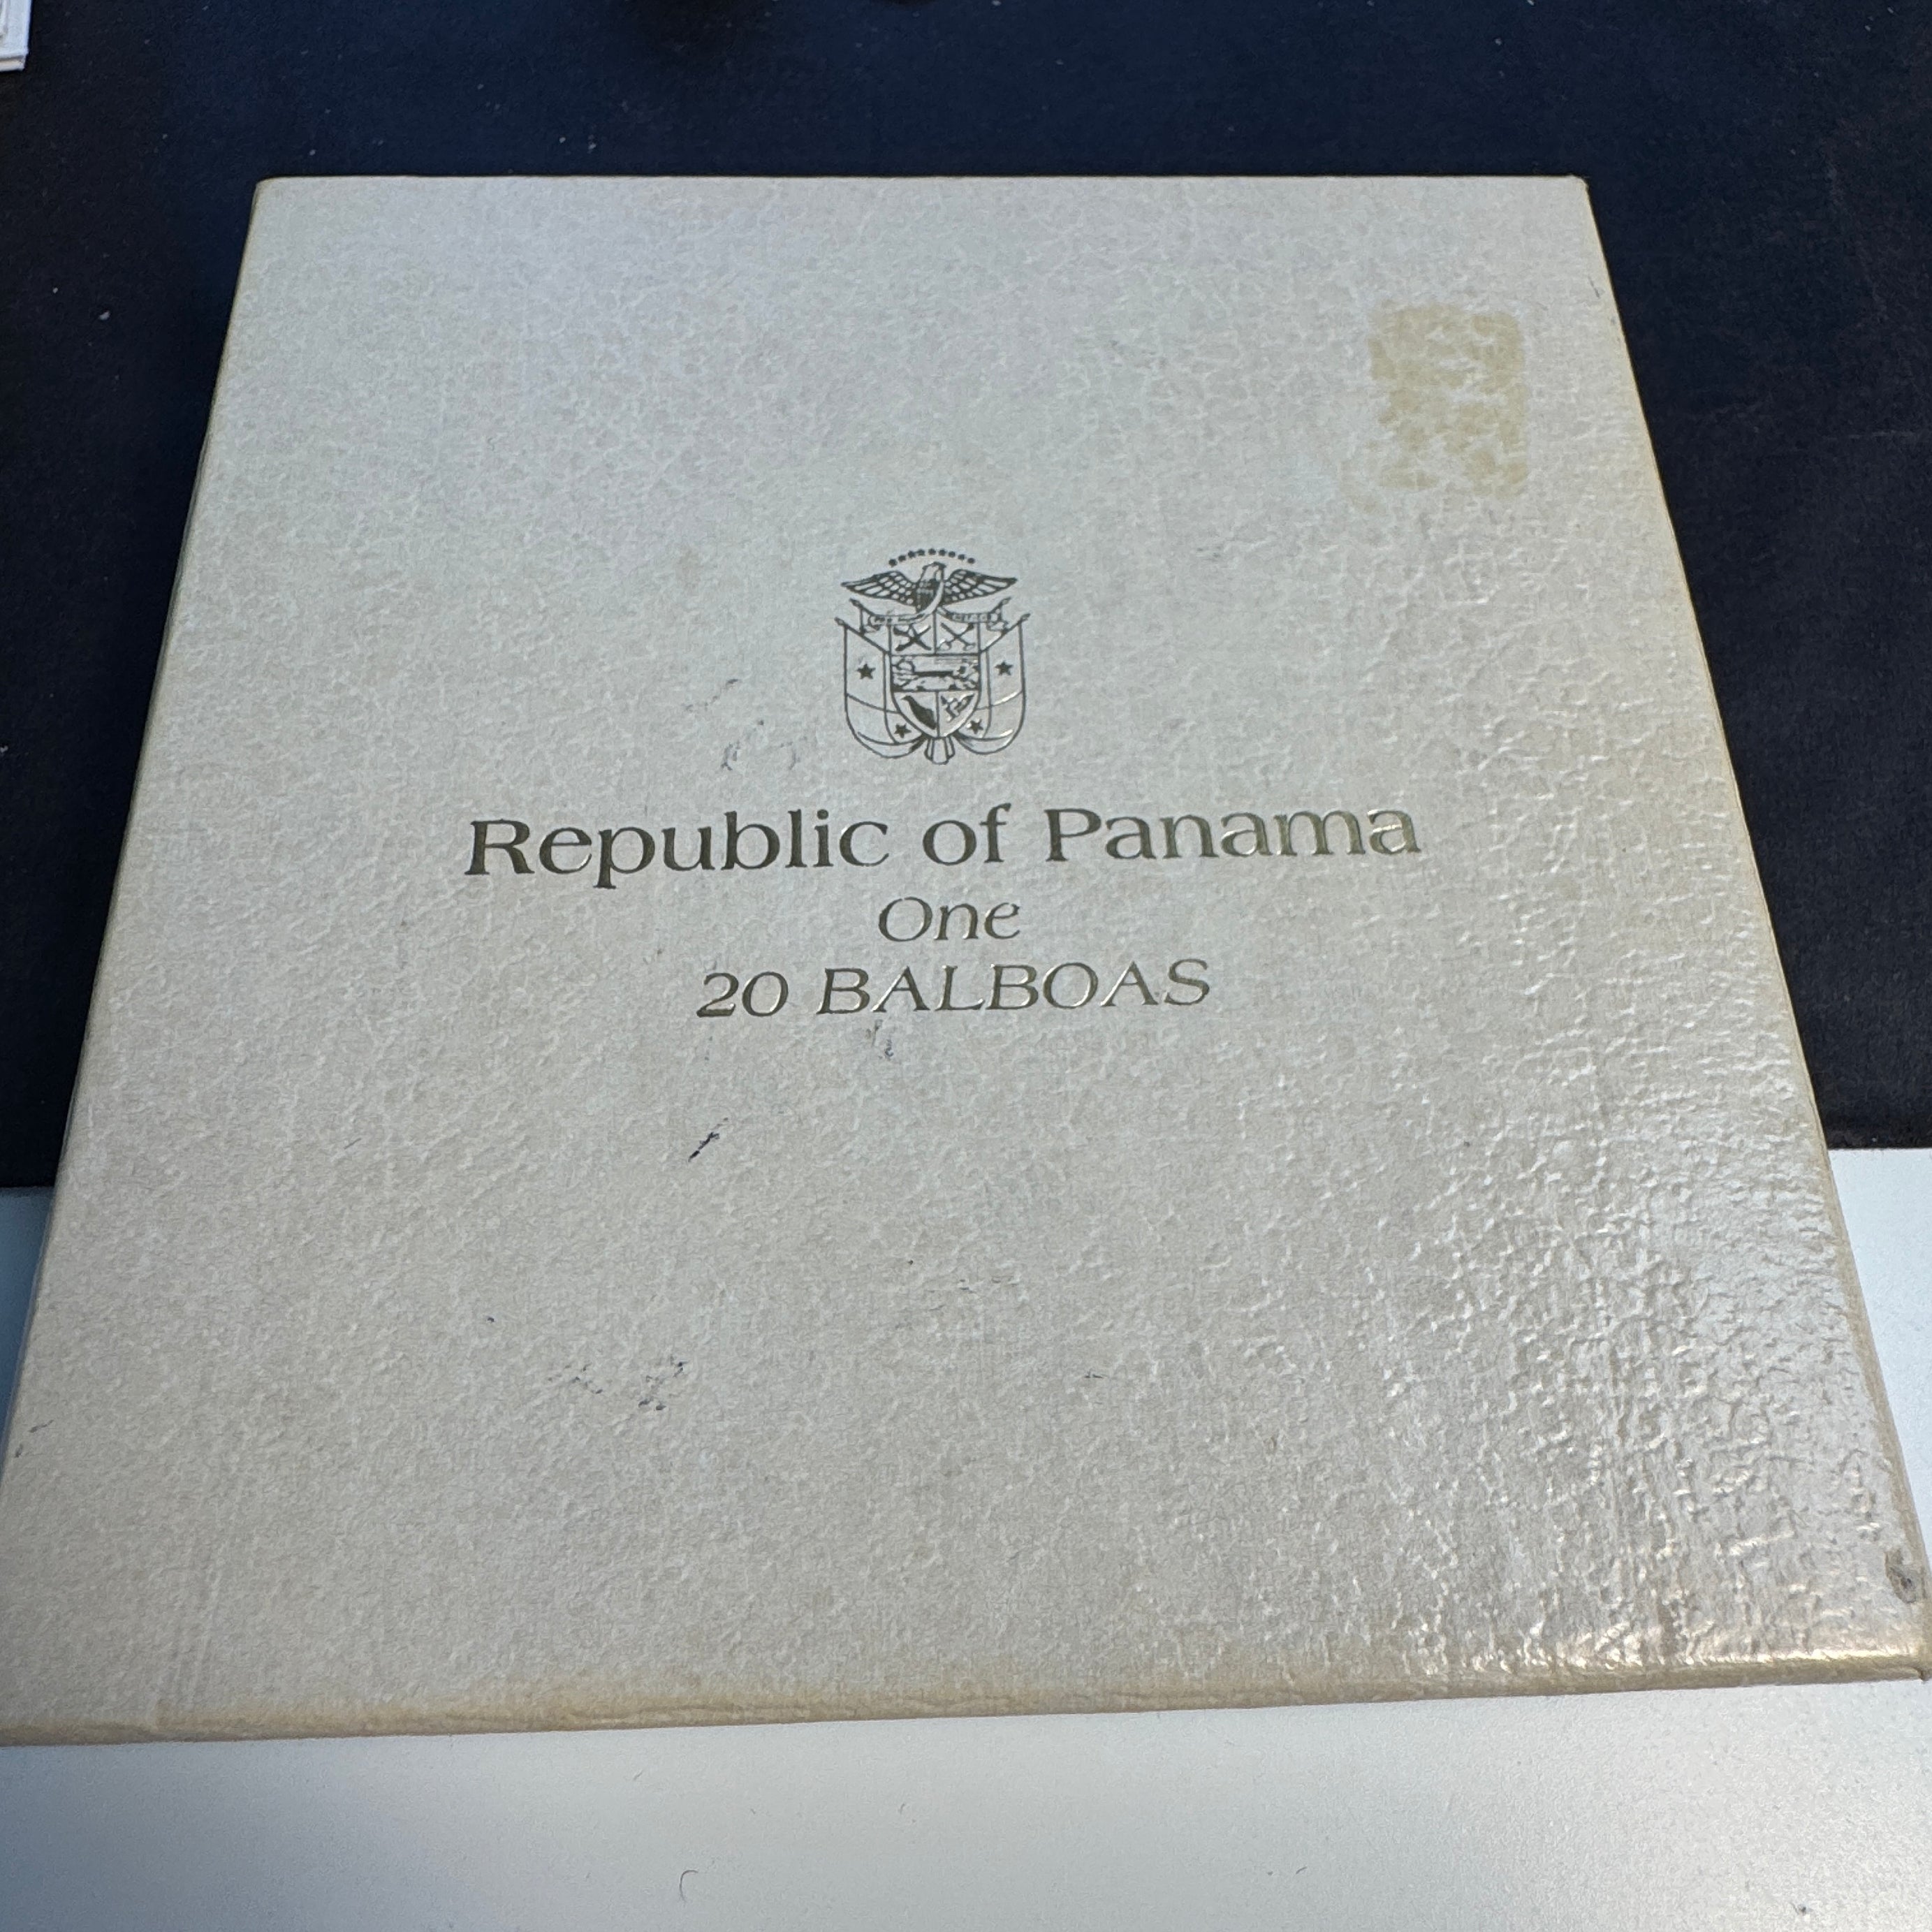 Republic of Panama
One
20 BALBOAS